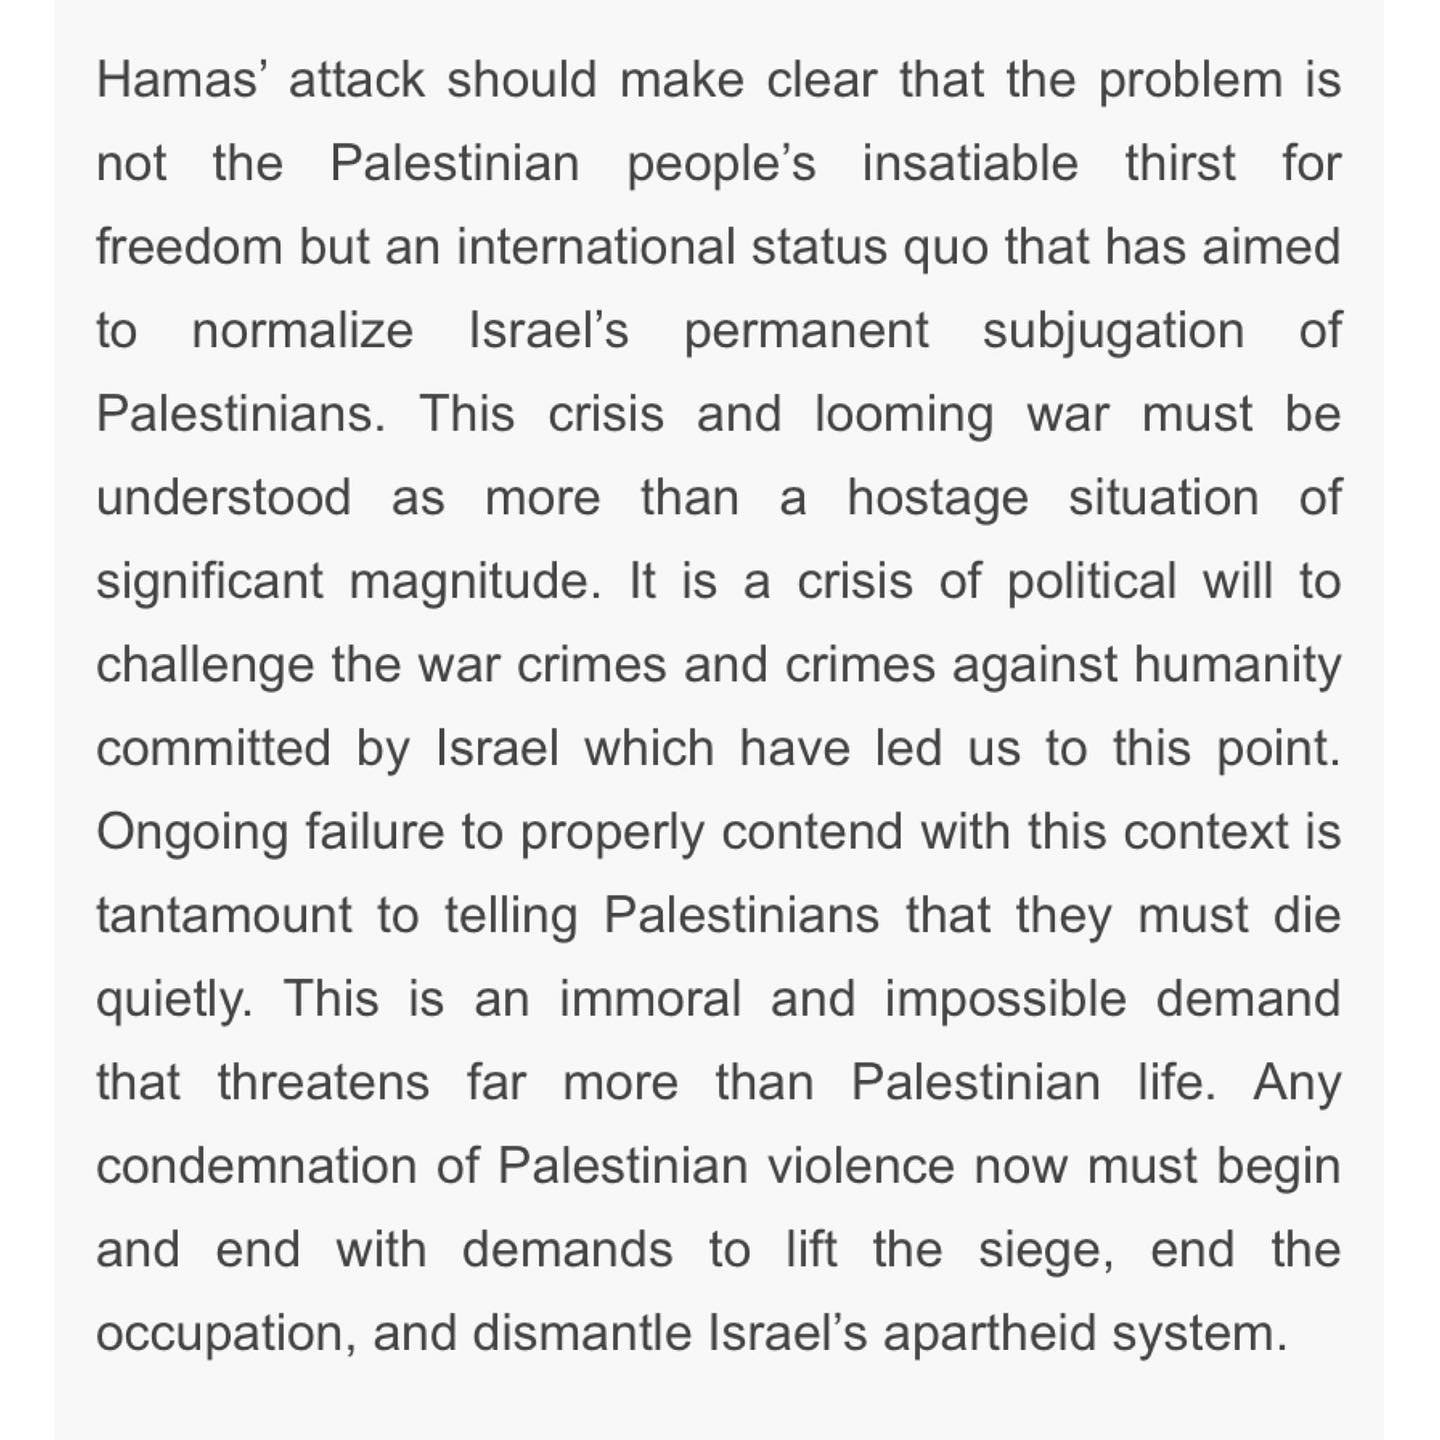 Hamas’ attack should make clear that the problem is
not the Palestinian people’s insatiable thirst for
freedom but an international status quo that has aimed
to normalize Israel’s permanent subjugation of
Palestinians. This crisis and looming war must be
understood as more than a hostage situation of
significant magnitude. It is a crisis of political will to
challenge the war crimes and crimes against humanity
committed by Israel which have led us to this point.
Ongoing failure to properly contend with this context is
tantamount to telling Palestinians that they must die
quietly. This is an immoral and impossible demand
that threatens far more than Palestinian life. Any
condemnation of Palestinian violence now must begin
and end with demands to lift the siege, end the
occupation, and dismantle Israel’s apartheid system.